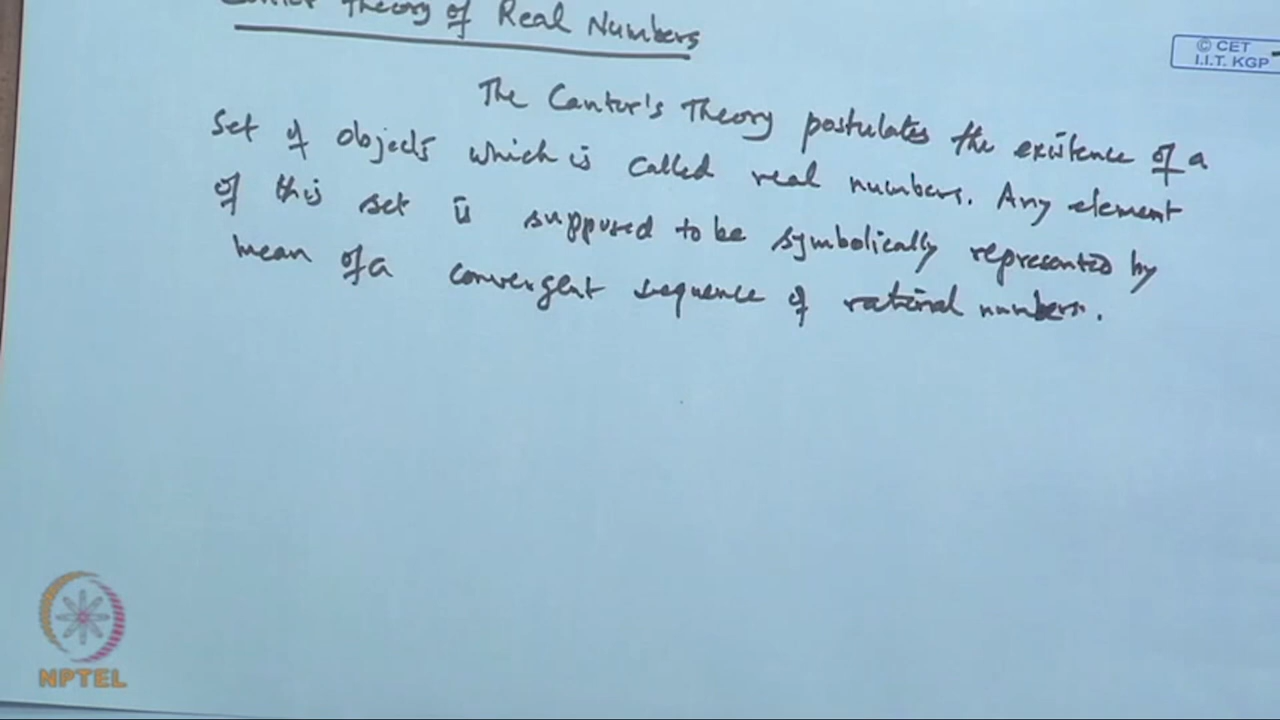 Cantor Theory of Real Numbers
© CET
I.I.T. KGP
The Cantor's Theory postulates the existence of a
set of objects which is called real numbers. Any element
of this set is supposed to be symbolically represented by
mean of a convergent sequence of rational numbers.
NPTEL